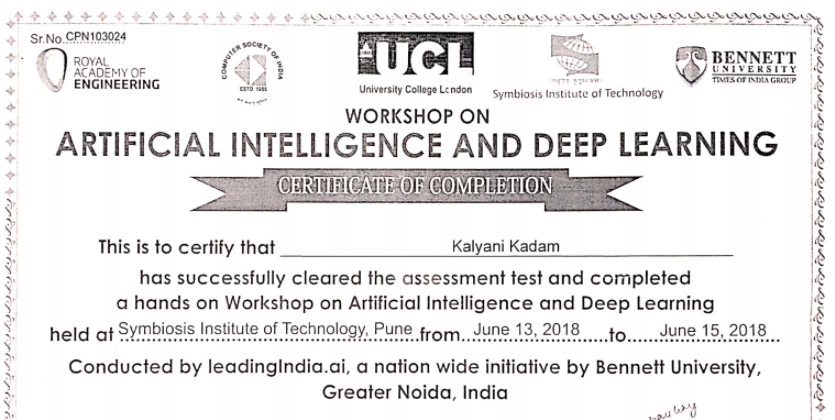 Sr.No.CPN103024
ROYAL
ACADEMY OF
ENGINEERING
COMPUTER SOCIETY OF INDIA
ESTD 1965
UCL
University College London
Symbiosis Institute of Technology
BENNETT
UNIVERSITY
TIMES OF INDIA GROUP
WORKSHOP ON
ARTIFICIAL INTELLIGENCE AND DEEP LEARNING
CERTIFICATE OF COMPLETION
This is to certify that Kalyani Kadam
has successfully cleared the assessment test and completed
a hands on Workshop on Artificial Intelligence and Deep Learning
held at Symbiosis Institute of Technology, Pune from June 13, 2018 to June 15, 2018
Conducted by leadingIndia.ai, a nation wide initiative by Bennett University,
Greater Noida, India